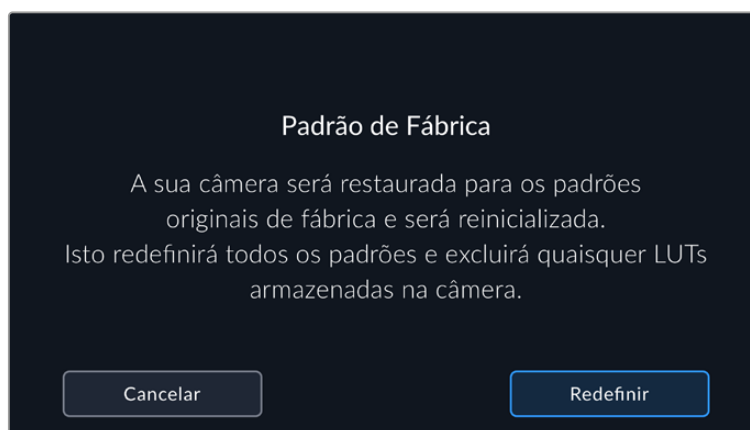 Padrão de Fábrica
A sua câmera será restaurada para os padrões
originais de fábrica e será reinicializada.
Isto redefinirá todos os padrões e excluirá quaisquer LUTs
armazenadas na câmera.
Cancelar
Redefinir